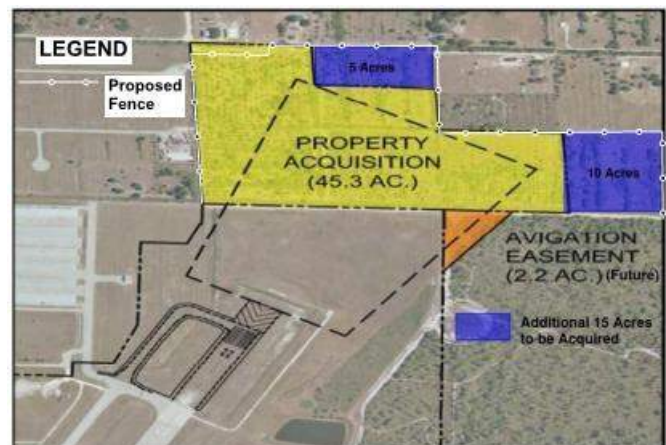 LEGEND
Proposed
Fence
5 Acres
PROPERTY
ACQUISITION
(45.3 AC.)
10 Acres
AVIGATION
EASEMENT
(2.2 AC.) (Future)
Additional 15 Acres
to be Acquired